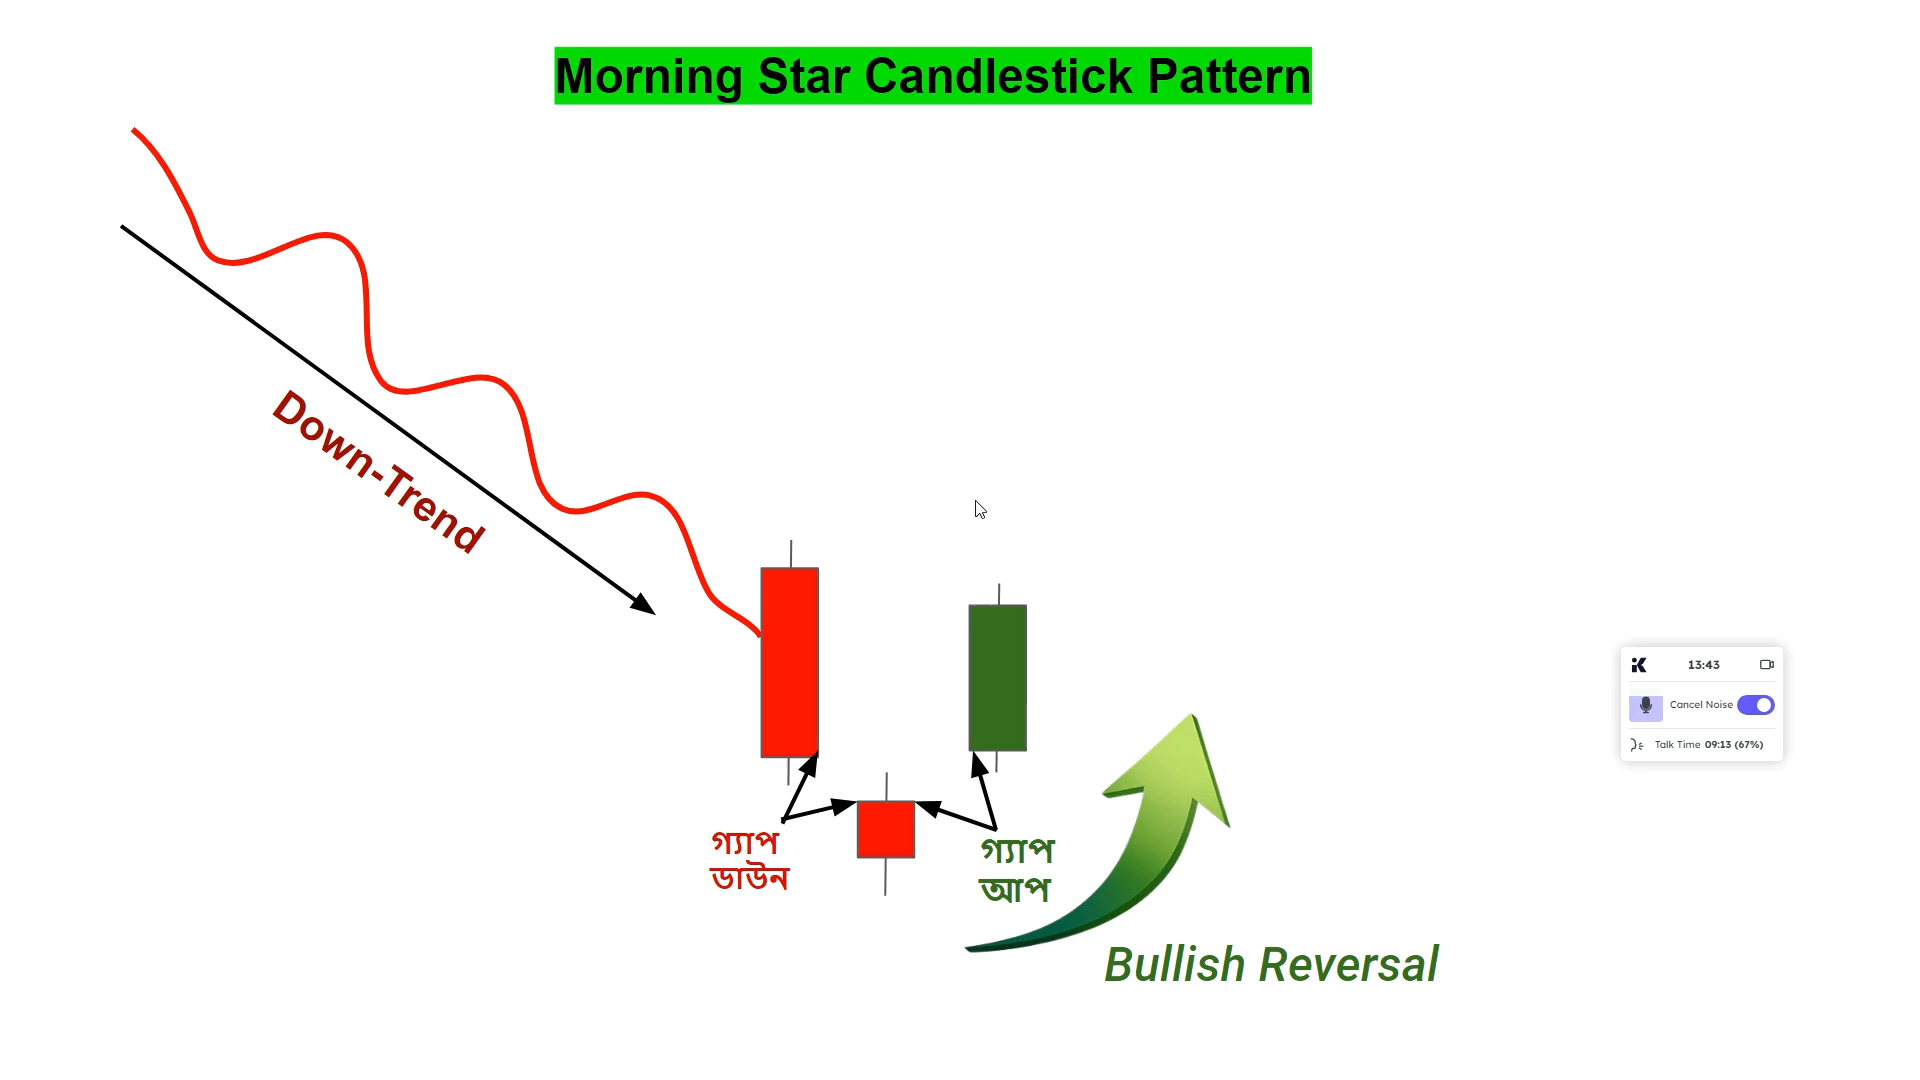 Morning Star Candlestick Pattern
Down-Trend
গ্যাপ
ডাউন
গ্যাপ
আপ
Bullish Reversal
13:43
Cancel Noise
Talk Time 09:13 (67%)